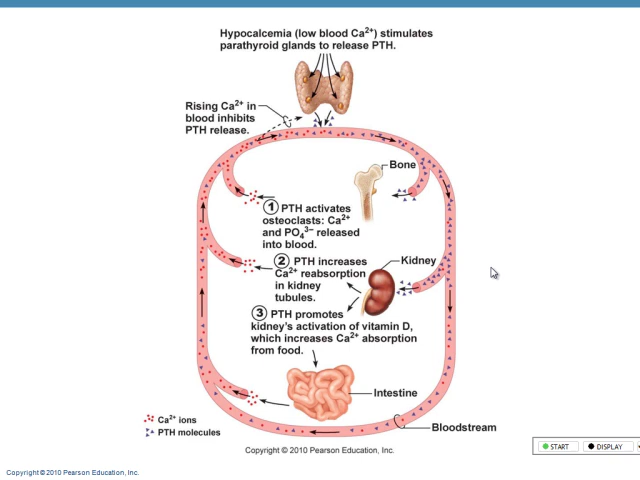 Hypocalcemia (low blood Ca²⁺) stimulates
parathyroid glands to release PTH.
Rising Ca²⁺ in
blood inhibits
PTH release.
Bone
1 PTH activates
osteoclasts: Ca²⁺
and PO₄³⁻ released
into blood.
2 PTH increases
Ca²⁺ reabsorption
in kidney
tubules.
Kidney
3 PTH promotes
kidney's activation of vitamin D,
which increases Ca²⁺ absorption
from food.
Intestine
Ca²⁺ ions
PTH molecules
Bloodstream
START
DISPLAY
Copyright © 2010 Pearson Education, Inc.
Copyright © 2010 Pearson Education, Inc.